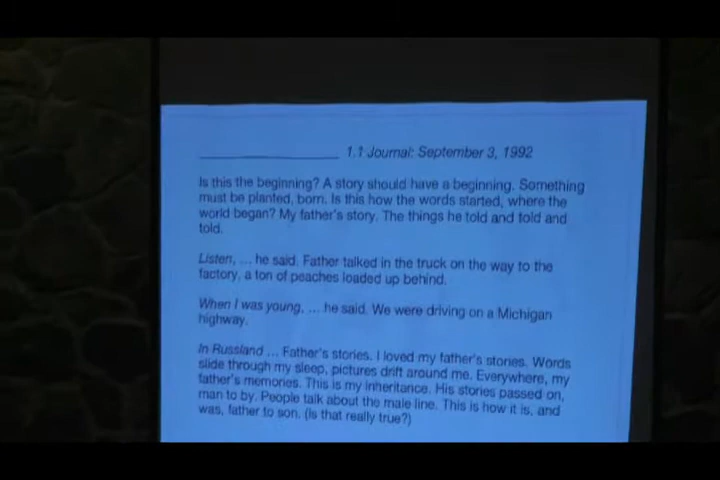 1.1 Journal: September 3, 1992
Is this the beginning? A story should have a beginning. Something
must be planted, born. Is this how the words started, where the
world began? My father's story. The things he told and told and
told.
Listen, ... he said. Father talked in the truck on the way to the
factory, a ton of peaches loaded up behind.
When I was young, ... he said. We were driving on a Michigan
highway.
In Russland ... Father's stories. I loved my father's stories. Words
slide through my sleep, pictures drift around me. Everywhere, my
father's memories. This is my inheritance. His stories passed on,
man to by. People talk about the male line. This is how it is, and
was, father to son. (Is that really true?)